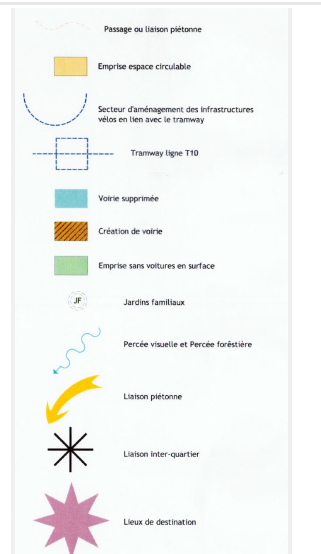 Passage ou liaison piétonne
Emprise espace circulable
Secteur d'aménagement des infrastructures
vélos en lien avec le tramway
Tramway ligne T10
Voirie supprimée
Création de voirie
Emprise sans voitures en surface
JF
Jardins familiaux
Percée visuelle et Percée foréstière
Liaison piétonne
Liaison inter-quartier
Lieux de destination